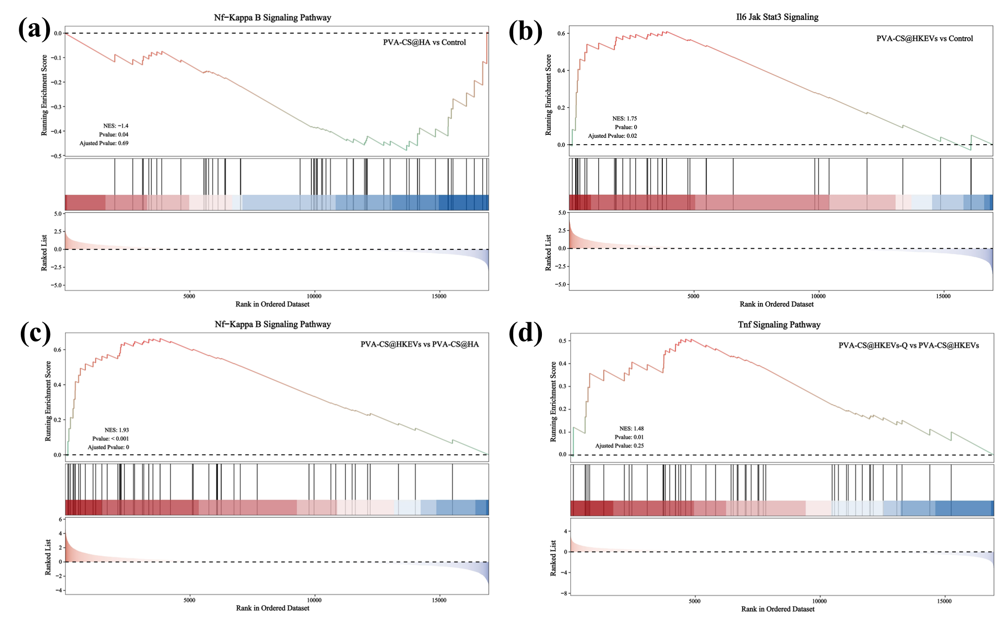 (a)
Nf−Kappa B Signaling Pathway
PVA-CS@HA vs Control
Running Enrichment Score
0.0
−0.1
−0.2
−0.3
−0.4
−0.5
NES: −1.4
Pvalue: 0.04
Ajusted Pvalue: 0.69
Ranked List
5.0
2.5
0.0
−2.5
−5.0
5000 10000 15000
Rank in Ordered Dataset
(b)
Il6 Jak Stat3 Signaling
PVA-CS@HKEVs vs Control
Running Enrichment Score
0.6
0.4
0.2
0.0
NES: 1.75
Pvalue: 0
Ajusted Pvalue: 0.02
Ranked List
5.0
2.5
0.0
−2.5
−5.0
5000 10000 15000
Rank in Ordered Dataset
(c)
Nf−Kappa B Signaling Pathway
PVA-CS@HKEVs vs PVA-CS@HA
Running Enrichment Score
0.6
0.4
0.2
0.0
NES: 1.93
Pvalue: < 0.001
Ajusted Pvalue: 0
Ranked List
6
4
2
0
−2
−4
5000 10000 15000
Rank in Ordered Dataset
(d)
Tnf Signaling Pathway
PVA-CS@HKEVs-Q vs PVA-CS@HKEVs
Running Enrichment Score
0.5
0.4
0.3
0.2
0.1
0.0
NES: 1.48
Pvalue: 0.01
Ajusted Pvalue: 0.25
Ranked List
4
0
−4
−8
5000 10000 15000
Rank in Ordered Dataset